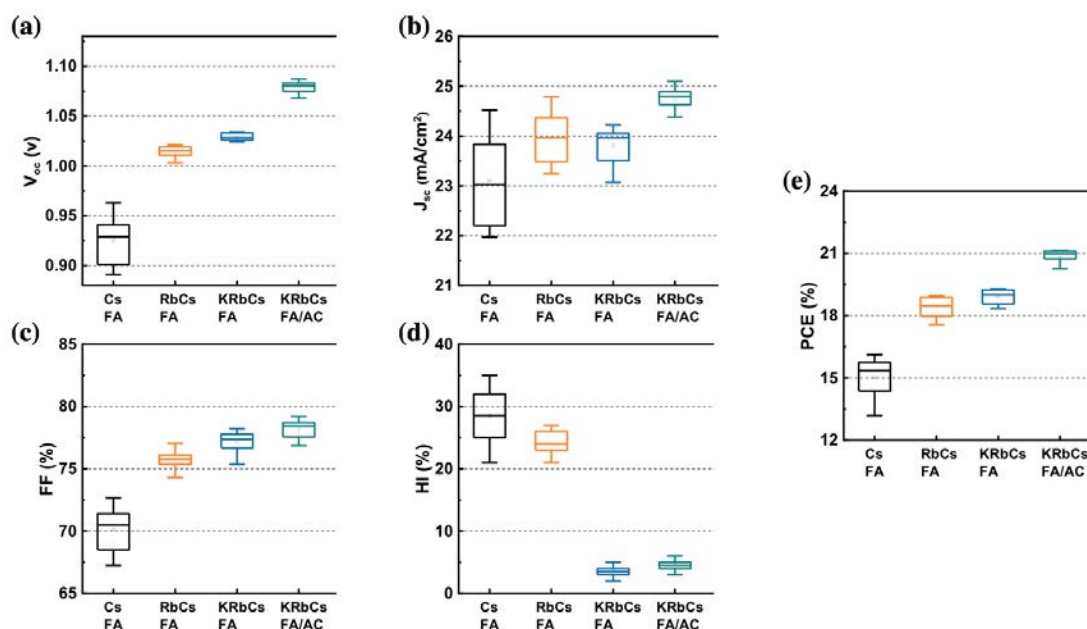 (a)
1.10
1.05
1.00
0.95
0.90
V_oc (v)
Cs RbCs KRbCs KRbCs
FA FA FA FA/AC
(b)
26
25
24
23
22
21
J_sc (mA/cm²)
Cs RbCs KRbCs KRbCs
FA FA FA FA/AC
(c)
85
80
75
70
65
FF (%)
Cs RbCs KRbCs KRbCs
FA FA FA FA/AC
(d)
40
30
20
10
0
HI (%)
Cs RbCs KRbCs KRbCs
FA FA FA FA/AC
(e)
24
21
18
15
12
PCE (%)
Cs RbCs KRbCs KRbCs
FA FA FA FA/AC